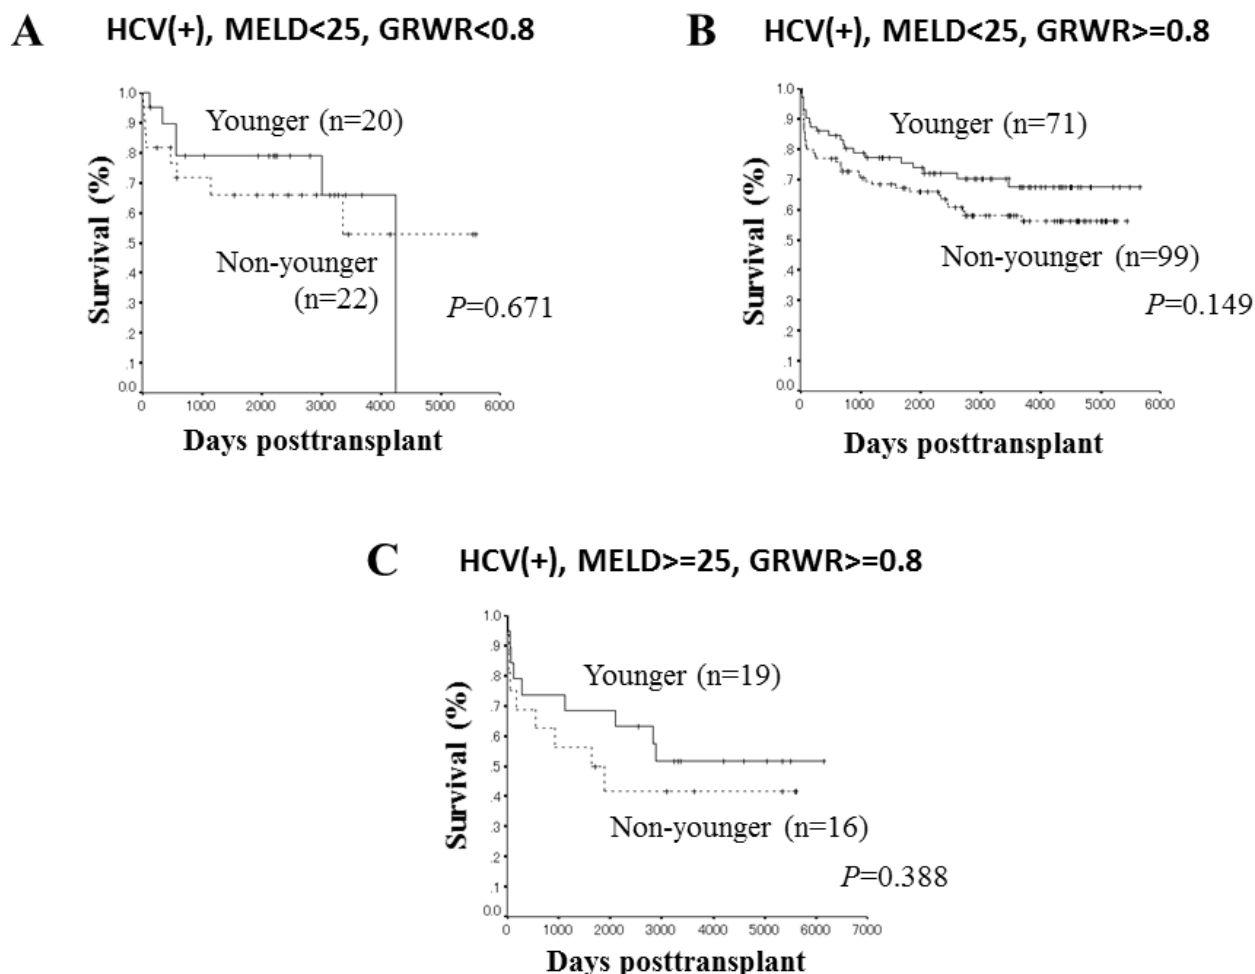 A
HCV(+), MELD<25, GRWR<0.8
1.0
.9
.8
.7
.6
.5
.4
.3
.2
.1
0.0
Survival (%)
Younger (n=20)
Non-younger
(n=22)
P=0.671
0 1000 2000 3000 4000 5000 6000
Days posttransplant
B
HCV(+), MELD<25, GRWR>=0.8
1.0
.9
.8
.7
.6
.5
.4
.3
.2
.1
0.0
Survival (%)
Younger (n=71)
Non-younger (n=99)
P=0.149
0 1000 2000 3000 4000 5000 6000
Days posttransplant
C
HCV(+), MELD>=25, GRWR>=0.8
1.0
.9
.8
.7
.6
.5
.4
.3
.2
.1
0.0
Survival (%)
Younger (n=19)
Non-younger (n=16)
P=0.388
0 1000 2000 3000 4000 5000 6000 7000
Days posttransplant